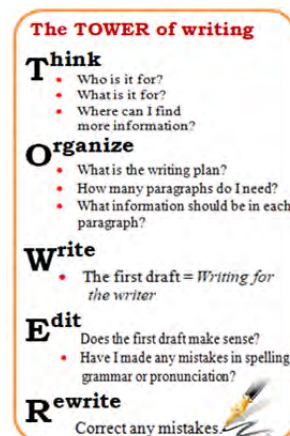 The TOWER of writing
Think
• Who is it for?
• What is it for?
• Where can I find
more information?
Organize
• What is the writing plan?
• How many paragraphs do I need?
• What information should be in each
paragraph?
Write
• The first draft = Writing for
the writer
Edit
Does the first draft make sense?
• Have I made any mistakes in spelling
grammar or pronunciation?
Rewrite
Correct any mistakes.